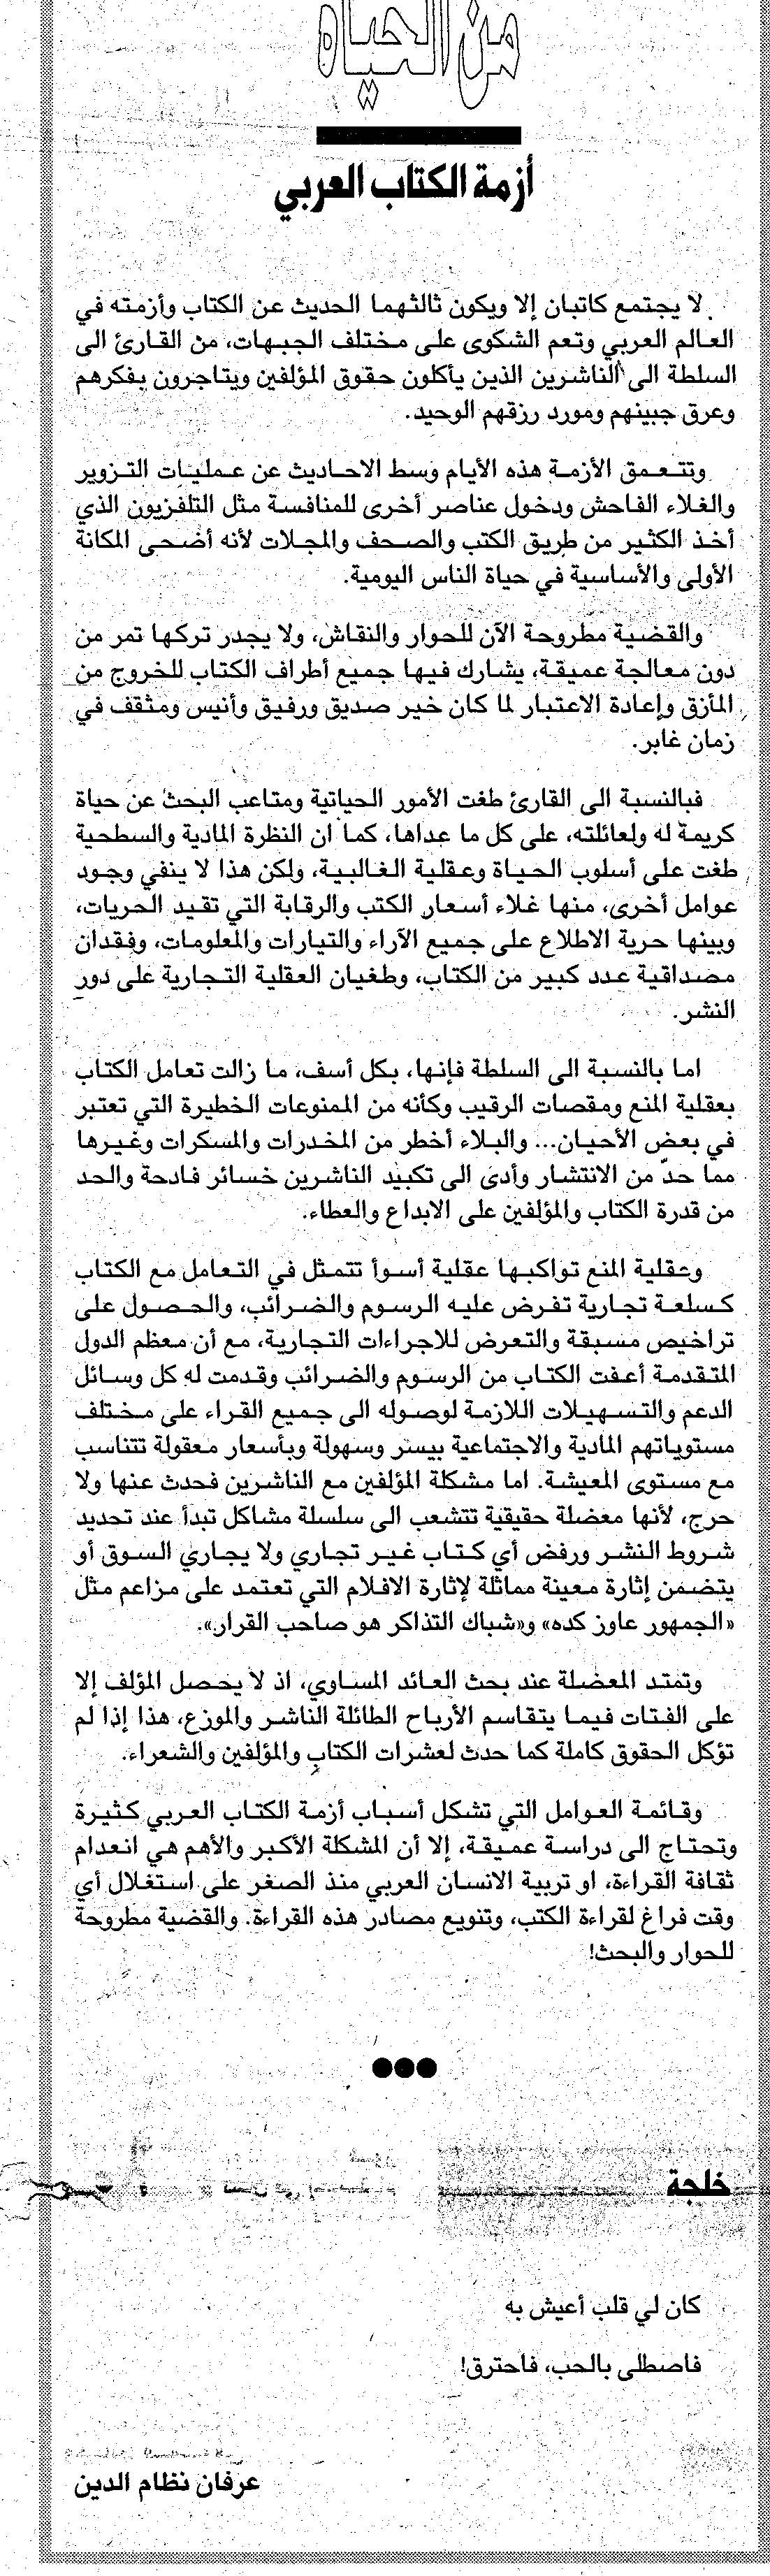 من الحياة
أزمة الكتاب العربي
لا يجتمع كاتبان إلا ويكون ثالثهما الحديث عن الكتاب وأزمته في
العالم العربي وتعم الشكوى على مختلف الجبهات، من القارئ الى
السلطة الى الناشرين الذين يأكلون حقوق المؤلفين ويتاجرون بفكرهم
وعرق جبينهم ومورد رزقهم الوحيد.
وتتعمق الأزمة هذه الأيام وسط الاحاديث عن عمليات التزوير
والغلاء الفاحش ودخول عناصر أخرى للمنافسة مثل التلفزيون الذي
أخذ الكثير من طريق الكتب والصحف والمجلات لأنه أضحى المكانة
الأولى والأساسية في حياة الناس اليومية.
والقضية مطروحة الآن للحوار والنقاش، ولا يجدر تركها تمر من
دون معالجة عميقة، يشارك فيها جميع أطراف الكتاب للخروج من
المأزق وإعادة الاعتبار لما كان خير صديق ورفيق وأنيس ومثقف في
زمان غابر.
فبالنسبة الى القارئ طغت الأمور الحياتية ومتاعب البحث عن حياة
كريمة له ولعائلته، على كل ما عداها، كما ان النظرة المادية والسطحية
طغت على أسلوب الحياة وعقلية الغالبية، ولكن هذا لا ينفي وجود
عوامل أخرى، منها غلاء أسعار الكتب والرقابة التي تقيد الحريات،
وبينها حرية الاطلاع على جميع الآراء والتيارات والمعلومات، وفقدان
مصداقية عدد كبير من الكتاب، وطغيان العقلية التجارية على دور
النشر.
اما بالنسبة الى السلطة فإنها، بكل أسف، ما زالت تعامل الكتاب
بعقلية المنع ومقصات الرقيب وكأنه من الممنوعات الخطيرة التي تعتبر
في بعض الأحيان... والبلاء أخطر من المخدرات والمسكرات وغيرها
مما حدّ من الانتشار وأدى الى تكبيد الناشرين خسائر فادحة والحد
من قدرة الكتاب والمؤلفين على الابداع والعطاء.
وعقلية المنع تواكبها عقلية أسوأ تتمثل في التعامل مع الكتاب
كسلعة تجارية تفرض عليه الرسوم والضرائب، والحصول على
تراخيص مسبقة والتعرض للاجراءات التجارية، مع أن معظم الدول
المتقدمة أعفت الكتاب من الرسوم والضرائب وقدمت له كل وسائل
الدعم والتسهيلات اللازمة لوصوله الى جميع القراء على مختلف
مستوياتهم المادية والاجتماعية بيسر وسهولة وبأسعار معقولة تتناسب
مع مستوى المعيشة. اما مشكلة المؤلفين مع الناشرين فحدث عنها ولا
حرج، لأنها معضلة حقيقية تتشعب الى سلسلة مشاكل تبدأ عند تحديد
شروط النشر ورفض أي كتاب غير تجاري ولا يجاري السوق أو
يتضمن إثارة معينة مماثلة لإثارة الافلام التي تعتمد على مزاعم مثل
«الجمهور عاوز كده» و«شباك التذاكر هو صاحب القرار».
وتمتد المعضلة عند بحث العائد المساوي، اذ لا يحصل المؤلف إلا
على الفتات فيما يتقاسم الأرباح الطائلة الناشر والموزع، هذا إذا لم
تؤكل الحقوق كاملة كما حدث لعشرات الكتاب والمؤلفين والشعراء.
وقائمة العوامل التي تشكل أسباب أزمة الكتاب العربي كثيرة
وتحتاج الى دراسة عميقة، إلا أن المشكلة الأكبر والأهم هي انعدام
ثقافة القراءة، او تربية الانسان العربي منذ الصغر على استغلال أي
وقت فراغ لقراءة الكتب، وتنويع مصادر هذه القراءة. والقضية مطروحة
للحوار والبحث!
خلجة
كان لي قلب أعيش به
فاصطلى بالحب، فاحترق!
عرفان نظام الدين